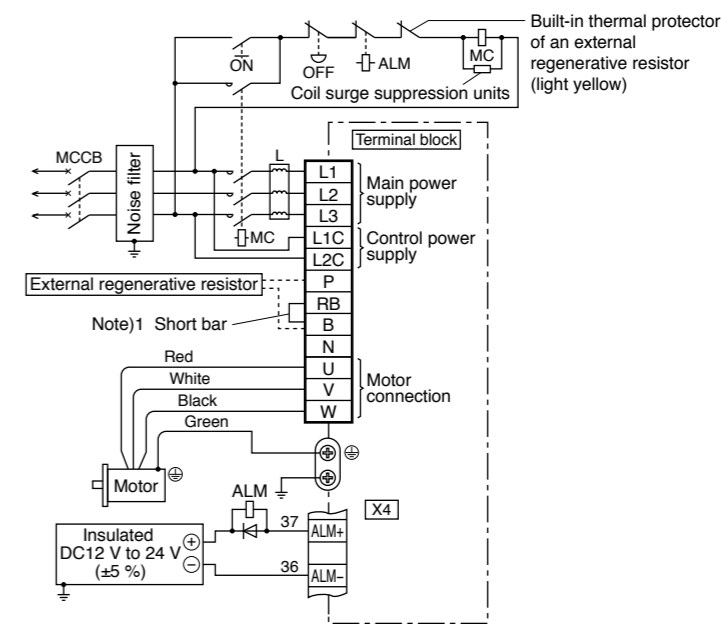 Built-in thermal protector
of an external
regenerative resistor
(light yellow)
ON
OFF
ALM
MC
Coil surge suppression units
Terminal block
MCCB
Noise filter
L
L1
L2
L3
Main power
supply
MC
L1C
L2C
Control power
supply
P
External regenerative resistor
RB
Note)1 Short bar
B
N
Red
U
White
V
Motor
connection
Black
W
Green
Motor
ALM
X4
37
ALM+
Insulated
DC12 V to 24 V
(±5 %)
+
−
36
ALM−